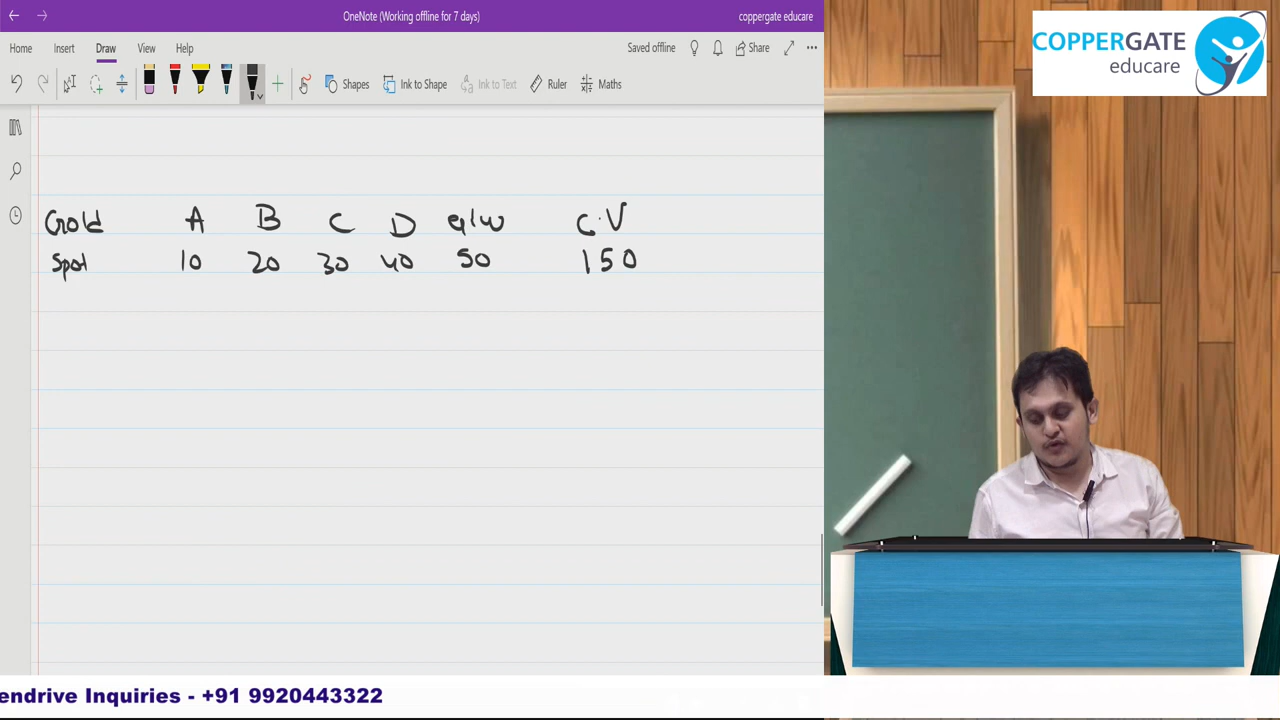 OneNote (Working offline for 7 days)
coppergate educare
Home Insert Draw View Help
Saved offline
Share
Shapes
Ink to Shape
Ink to Text
Ruler
Maths
COPPERGATE
educare
Gold A B C D G/W C.V
Spot 10 20 30 40 50 150
endrive Inquiries - +91 9920443322